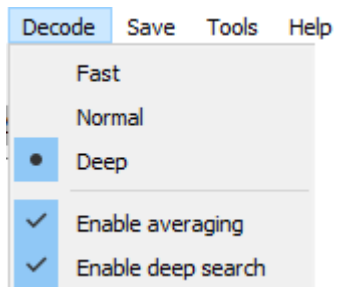 Decode Save Tools Help
Fast
Normal
Deep
Enable averaging
Enable deep search